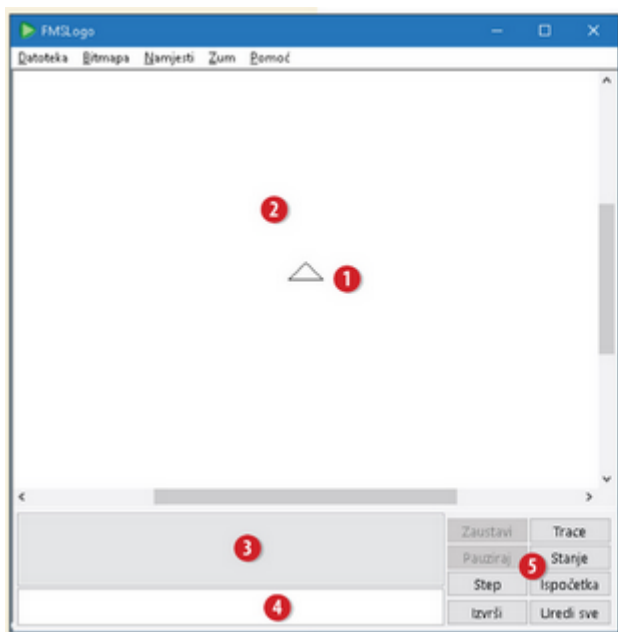 FMSLogo
Datoteka Bitmapa Namjesti Zum Pomoć
2
1
3
4
5
Zaustavi Trace
Pauziraj Stanje
Step Ispočetka
Izvrši Uredi sve